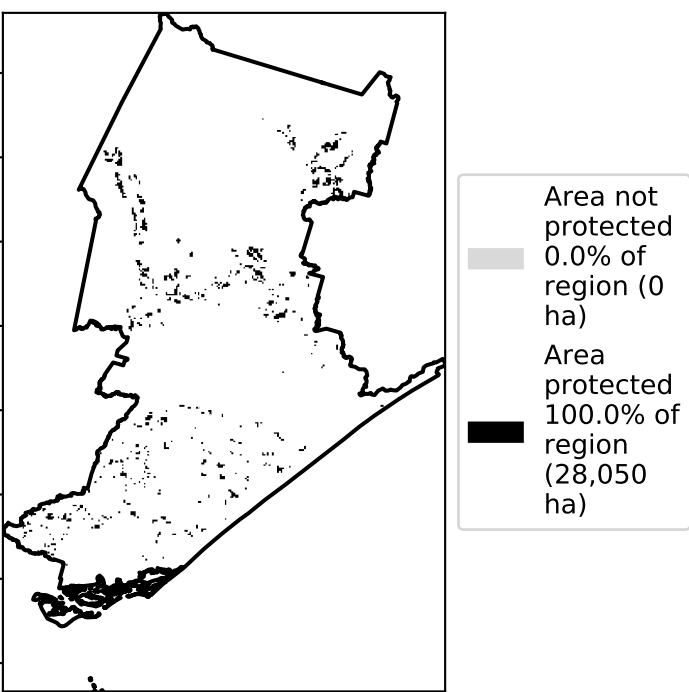 Area not
protected
0.0% of
region (0
ha)
Area
protected
100.0% of
region
(28,050
ha)